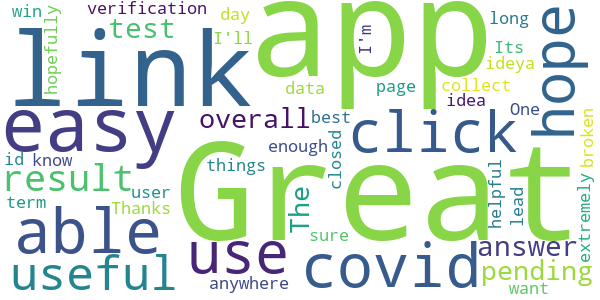 win
verification
hopefully
test
day
I'll
I'm
app
long
Its
ideya
hope
link
data
page
collect
idea
easy
overall
best
One
click
enough
closed
broken
id
know
result
things
helpful
lead
extremely
term
user
Thanks
The
Great
able
sure
use
answer
useful
anywhere
covid
pending
want